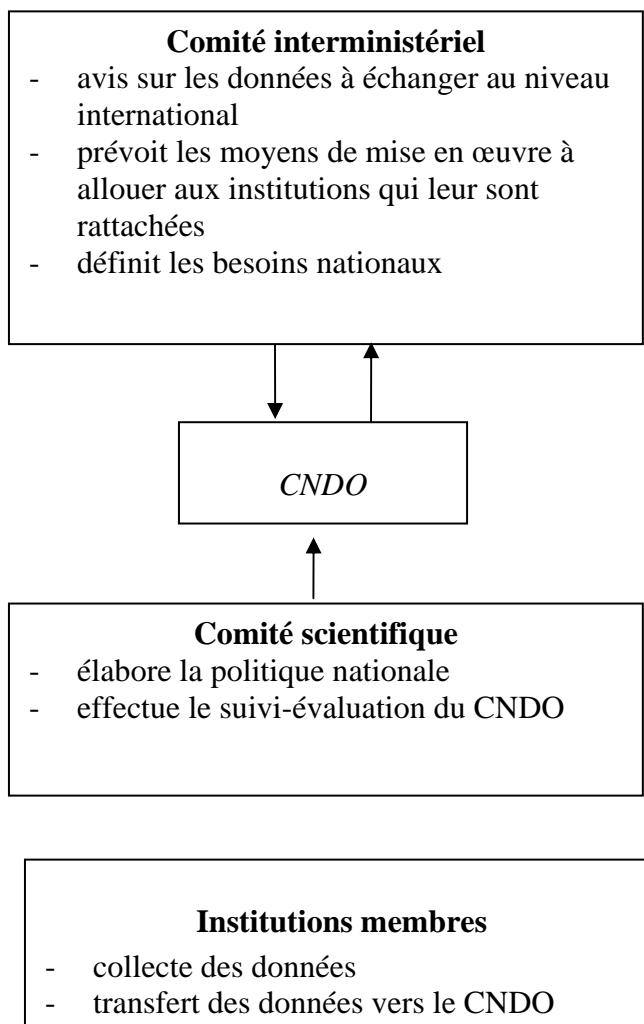 Comité interministériel
- avis sur les données à échanger au niveau
international
- prévoit les moyens de mise en œuvre à
allouer aux institutions qui leur sont
rattachées
- définit les besoins nationaux
CNDO
Comité scientifique
- élabore la politique nationale
- effectue le suivi-évaluation du CNDO
Institutions membres
- collecte des données
- transfert des données vers le CNDO